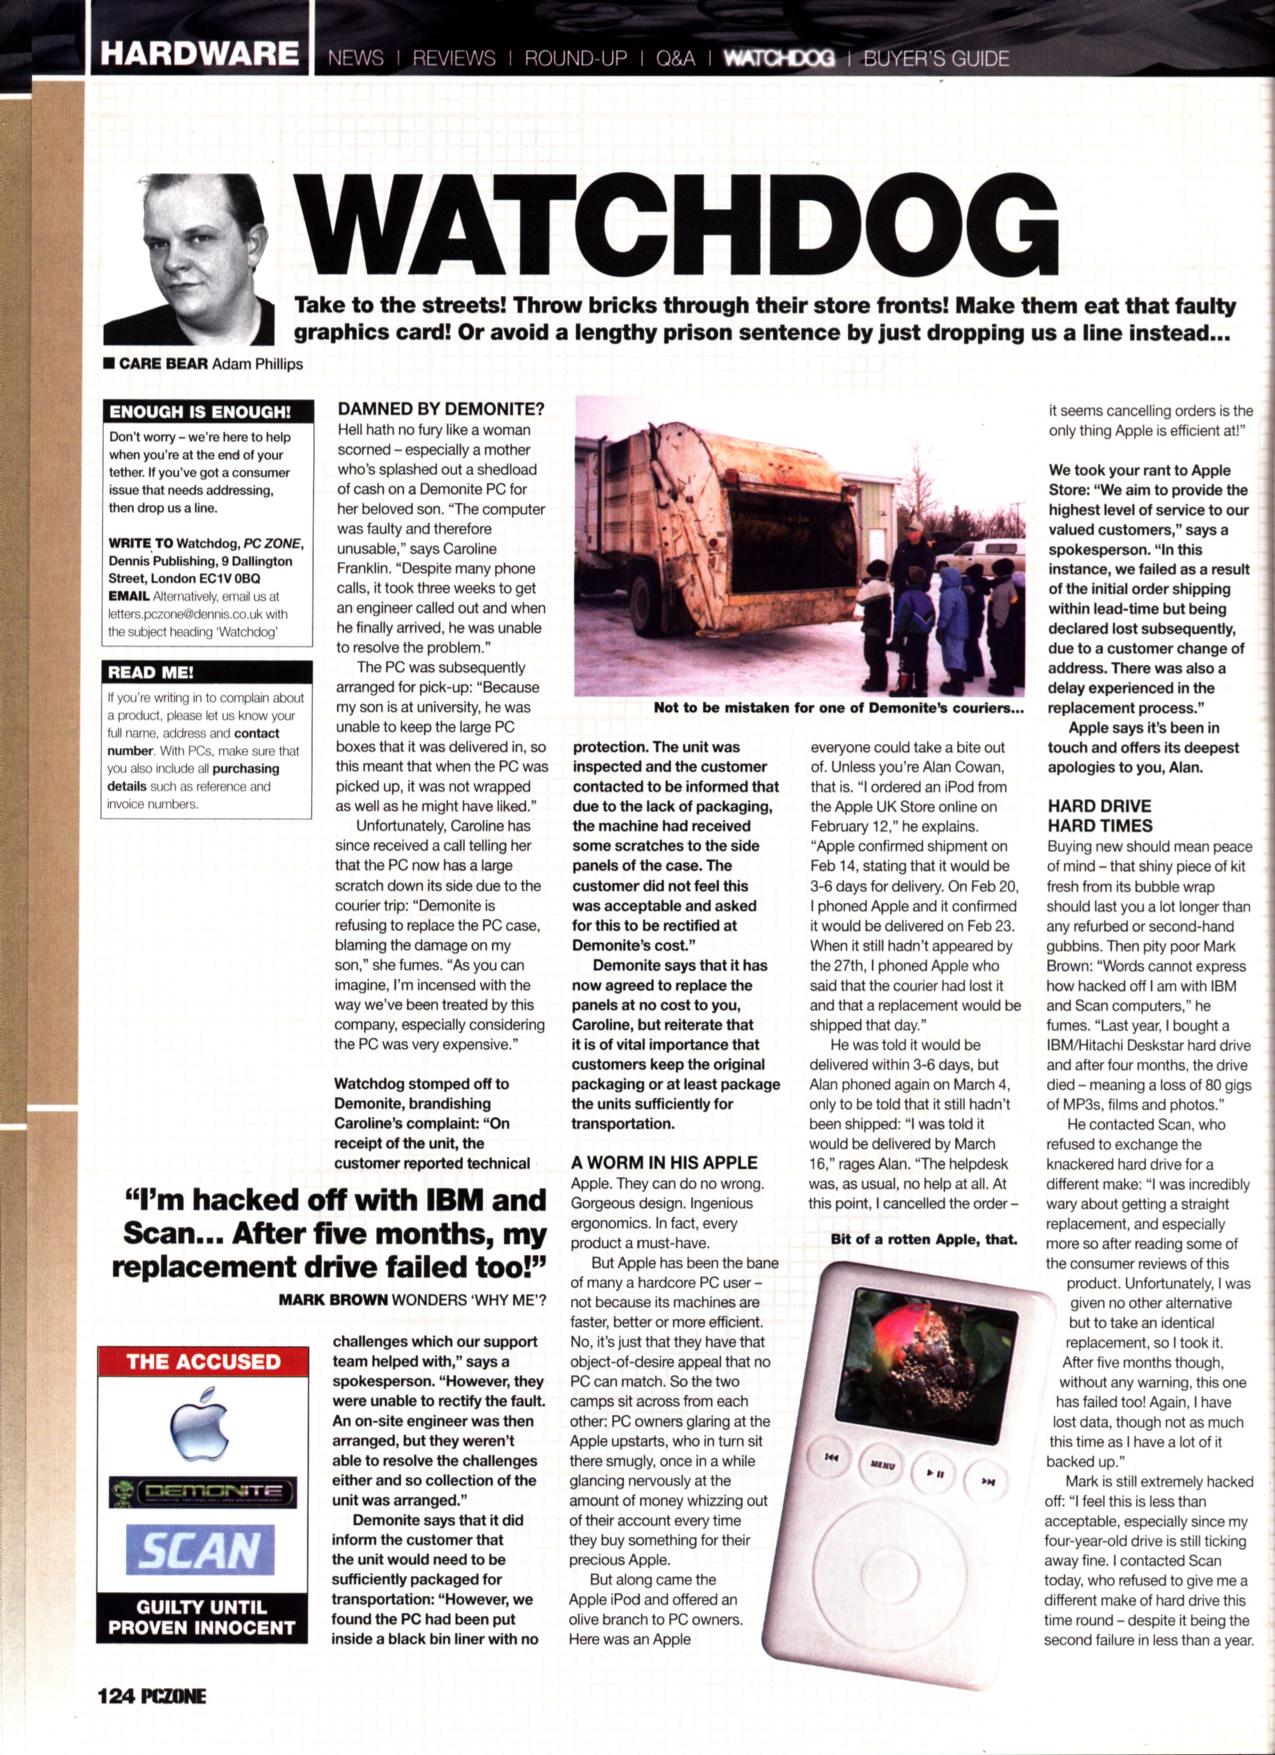 HARDWARE
NEWS | REVIEWS | ROUND-UP | Q&A | WATCHDOG | BUYER'S GUIDE
WATCHDOG
Take to the streets! Throw bricks through their store fronts! Make them eat that faulty
graphics card! Or avoid a lengthy prison sentence by just dropping us a line instead...
■ CARE BEAR Adam Phillips
ENOUGH IS ENOUGH!
Don't worry – we're here to help
when you're at the end of your
tether. If you've got a consumer
issue that needs addressing,
then drop us a line.
WRITE TO Watchdog, PC ZONE,
Dennis Publishing, 9 Dallington
Street, London EC1V 0BQ
EMAIL Alternatively, email us at
letters.pczone@dennis.co.uk with
the subject heading 'Watchdog'
READ ME!
If you're writing in to complain about
a product, please let us know your
full name, address and contact
number. With PCs, make sure that
you also include all purchasing
details such as reference and
invoice numbers.
DAMNED BY DEMONITE?
Hell hath no fury like a woman
scorned – especially a mother
who's splashed out a shedload
of cash on a Demonite PC for
her beloved son. “The computer
was faulty and therefore
unusable,” says Caroline
Franklin. “Despite many phone
calls, it took three weeks to get
an engineer called out and when
he finally arrived, he was unable
to resolve the problem.”
The PC was subsequently
arranged for pick-up: “Because
my son is at university, he was
unable to keep the large PC
boxes that it was delivered in, so
this meant that when the PC was
picked up, it was not wrapped
as well as he might have liked.”
Unfortunately, Caroline has
since received a call telling her
that the PC now has a large
scratch down its side due to the
courier trip: “Demonite is
refusing to replace the PC case,
blaming the damage on my
son,” she fumes. “As you can
imagine, I'm incensed with the
way we've been treated by this
company, especially considering
the PC was very expensive.”
Watchdog stomped off to
Demonite, brandishing
Caroline's complaint: “On
receipt of the unit, the
customer reported technical
“I'm hacked off with IBM and
Scan... After five months, my
replacement drive failed too!”
MARK BROWN WONDERS 'WHY ME'?
THE ACCUSED
DEMONITE
SCAN
GUILTY UNTIL
PROVEN INNOCENT
challenges which our support
team helped with,” says a
spokesperson. “However, they
were unable to rectify the fault.
An on-site engineer was then
arranged, but they weren't
able to resolve the challenges
either and so collection of the
unit was arranged.”
Demonite says that it did
inform the customer that
the unit would need to be
sufficiently packaged for
transportation: “However, we
found the PC had been put
inside a black bin liner with no
Not to be mistaken for one of Demonite's couriers...
protection. The unit was
inspected and the customer
contacted to be informed that
due to the lack of packaging,
the machine had received
some scratches to the side
panels of the case. The
customer did not feel this
was acceptable and asked
for this to be rectified at
Demonite's cost.”
Demonite says that it has
now agreed to replace the
panels at no cost to you,
Caroline, but reiterate that
it is of vital importance that
customers keep the original
packaging or at least package
the units sufficiently for
transportation.
A WORM IN HIS APPLE
Apple. They can do no wrong.
Gorgeous design. Ingenious
ergonomics. In fact, every
product a must-have.
But Apple has been the bane
of many a hardcore PC user –
not because its machines are
faster, better or more efficient.
No, it's just that they have that
object-of-desire appeal that no
PC can match. So the two
camps sit across from each
other: PC owners glaring at the
Apple upstarts, who in turn sit
there smugly, once in a while
glancing nervously at the
amount of money whizzing out
of their account every time
they buy something for their
precious Apple.
But along came the
Apple iPod and offered an
olive branch to PC owners.
Here was an Apple
everyone could take a bite out
of. Unless you're Alan Cowan,
that is. “I ordered an iPod from
the Apple UK Store online on
February 12,” he explains.
“Apple confirmed shipment on
Feb 14, stating that it would be
3-6 days for delivery. On Feb 20,
I phoned Apple and it confirmed
it would be delivered on Feb 23.
When it still hadn't appeared by
the 27th, I phoned Apple who
said that the courier had lost it
and that a replacement would be
shipped that day.”
He was told it would be
delivered within 3-6 days, but
Alan phoned again on March 4,
only to be told that it still hadn't
been shipped: “I was told it
would be delivered by March
16,” rages Alan. “The helpdesk
was, as usual, no help at all. At
this point, I cancelled the order –
Bit of a rotten Apple, that.
MENU
it seems cancelling orders is the
only thing Apple is efficient at!”
We took your rant to Apple
Store: “We aim to provide the
highest level of service to our
valued customers,” says a
spokesperson. “In this
instance, we failed as a result
of the initial order shipping
within lead-time but being
declared lost subsequently,
due to a customer change of
address. There was also a
delay experienced in the
replacement process.”
Apple says it's been in
touch and offers its deepest
apologies to you, Alan.
HARD DRIVE
HARD TIMES
Buying new should mean peace
of mind – that shiny piece of kit
fresh from its bubble wrap
should last you a lot longer than
any refurbed or second-hand
gubbins. Then pity poor Mark
Brown: “Words cannot express
how hacked off I am with IBM
and Scan computers,” he
fumes. “Last year, I bought a
IBM/Hitachi Deskstar hard drive
and after four months, the drive
died – meaning a loss of 80 gigs
of MP3s, films and photos.”
He contacted Scan, who
refused to exchange the
knackered hard drive for a
different make: “I was incredibly
wary about getting a straight
replacement, and especially
more so after reading some of
the consumer reviews of this
product. Unfortunately, I was
given no other alternative
but to take an identical
replacement, so I took it.
After five months though,
without any warning, this one
has failed too! Again, I have
lost data, though not as much
this time as I have a lot of it
backed up.”
Mark is still extremely hacked
off: “I feel this is less than
acceptable, especially since my
four-year-old drive is still ticking
away fine. I contacted Scan
today, who refused to give me a
different make of hard drive this
time round – despite it being the
second failure in less than a year.
124 PCZONE